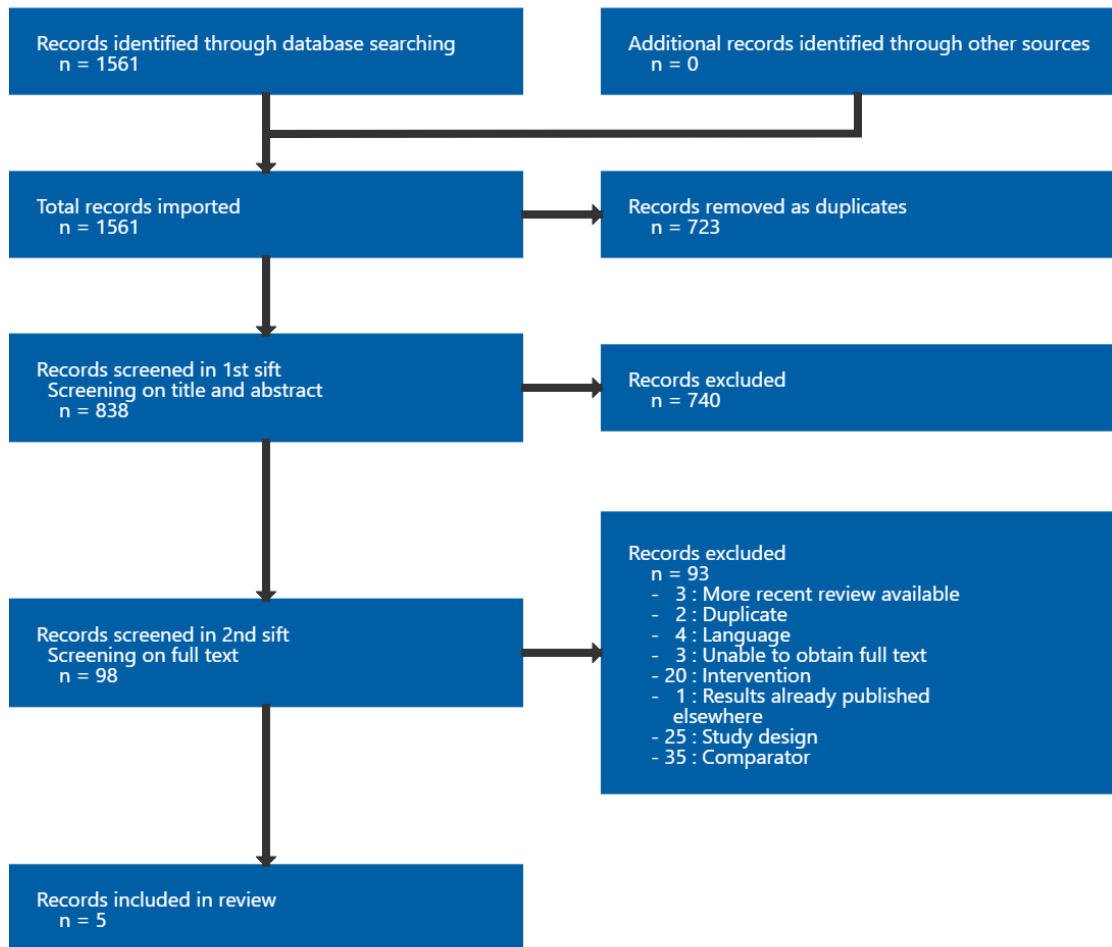 Records identified through database searching
n = 1561
Additional records identified through other sources
n = 0
Total records imported
n = 1561
Records removed as duplicates
n = 723
Records screened in 1st sift
Screening on title and abstract
n = 838
Records excluded
n = 740
Records screened in 2nd sift
Screening on full text
n = 98
Records excluded
n = 93
- 3 : More recent review available
- 2 : Duplicate
- 4 : Language
- 3 : Unable to obtain full text
- 20 : Intervention
- 1 : Results already published
elsewhere
- 25 : Study design
- 35 : Comparator
Records included in review
n = 5